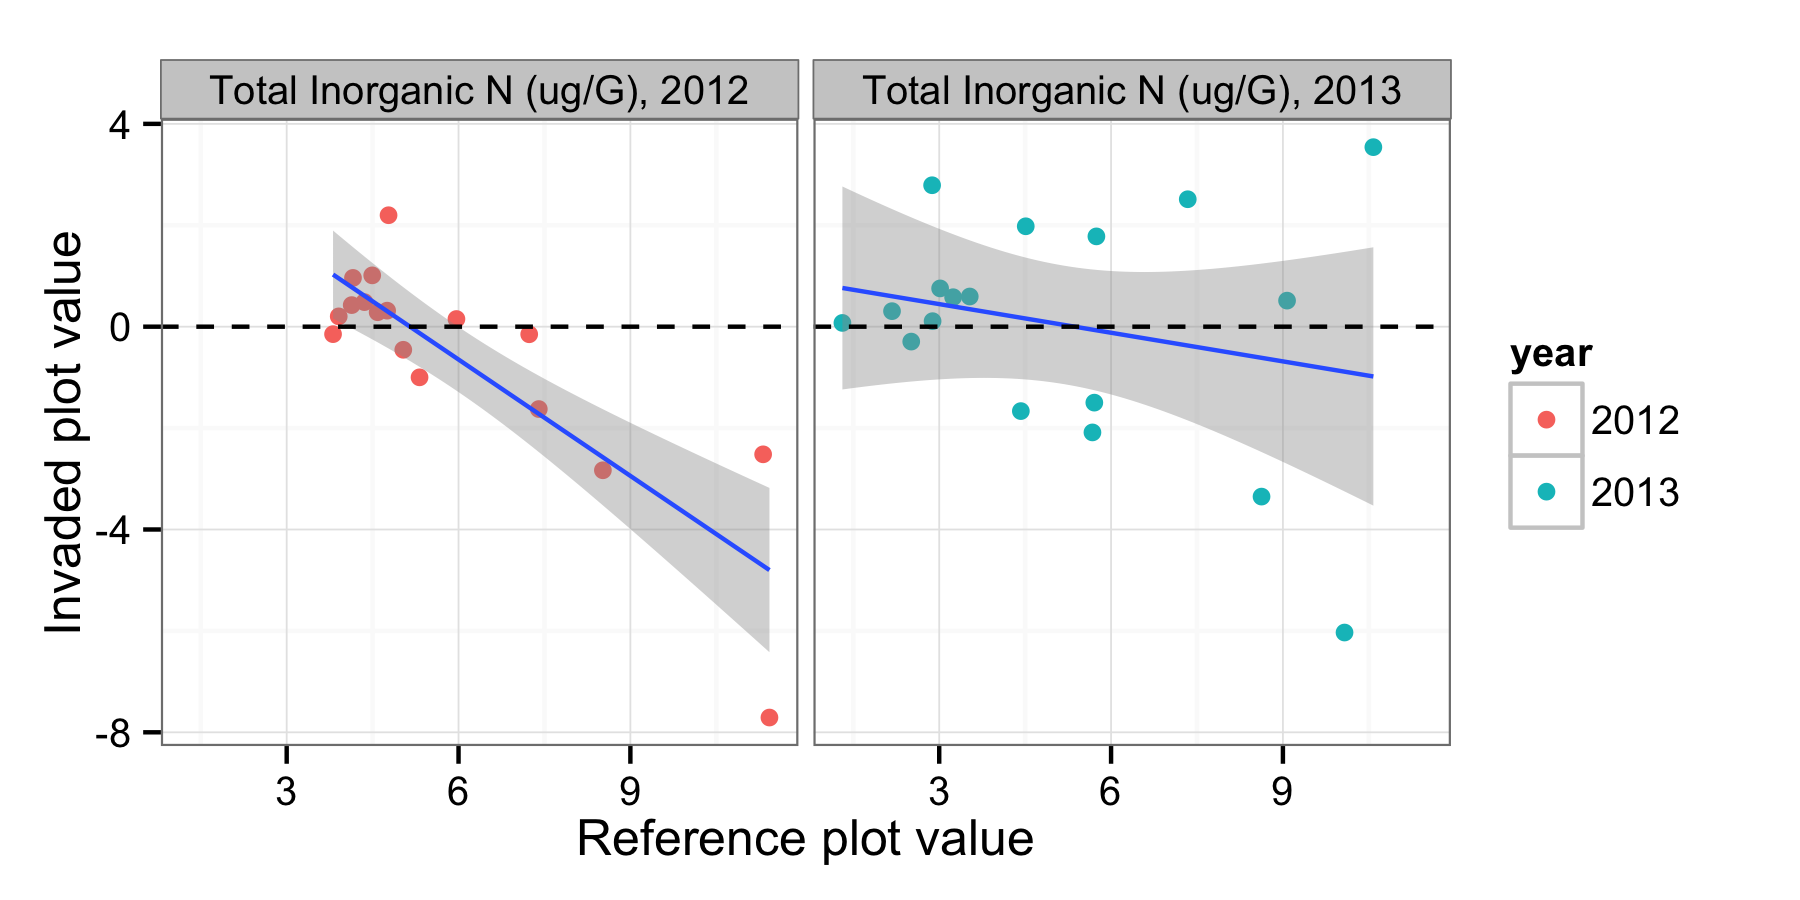 Total Inorganic N (ug/G), 2012
Total Inorganic N (ug/G), 2013
4
0
-4
-8
Invaded plot value
3
6
9
3
6
9
Reference plot value
year
2012
2013